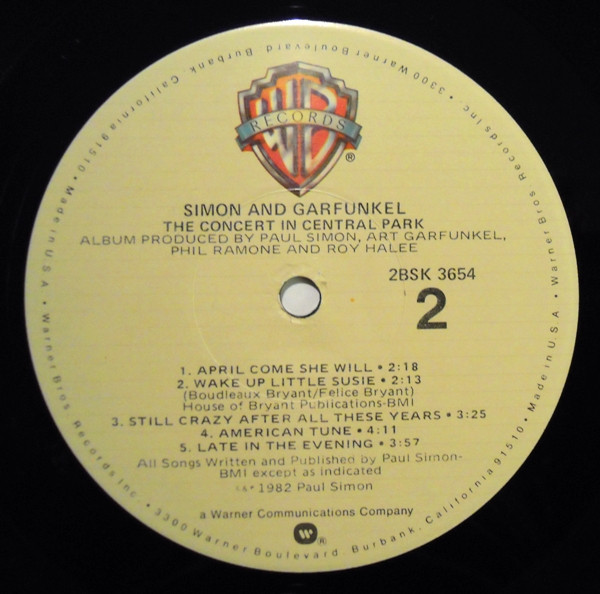 WB
RECORDS
®
SIMON AND GARFUNKEL
THE CONCERT IN CENTRAL PARK
ALBUM PRODUCED BY PAUL SIMON, ART GARFUNKEL,
PHIL RAMONE AND ROY HALEE
2BSK 3654
2
1. APRIL COME SHE WILL • 2:18
2. WAKE UP LITTLE SUSIE • 2:13
(Boudleaux Bryant/Felice Bryant)
House of Bryant Publications-BMI
3. STILL CRAZY AFTER ALL THESE YEARS • 3:25
4. AMERICAN TUNE • 4:11
5. LATE IN THE EVENING • 3:57
All Songs Written and Published by Paul Simon-
BMI except as indicated
1982 Paul Simon
a Warner Communications Company
®
Warner Bros. Records Inc. • 3300 Warner Boulevard Burbank, California 91510 • Made in U.S.A. • Warner Bros. Records Inc. • 3300 Warner Boulevard Burbank, California 91510 • Made in U.S.A. •